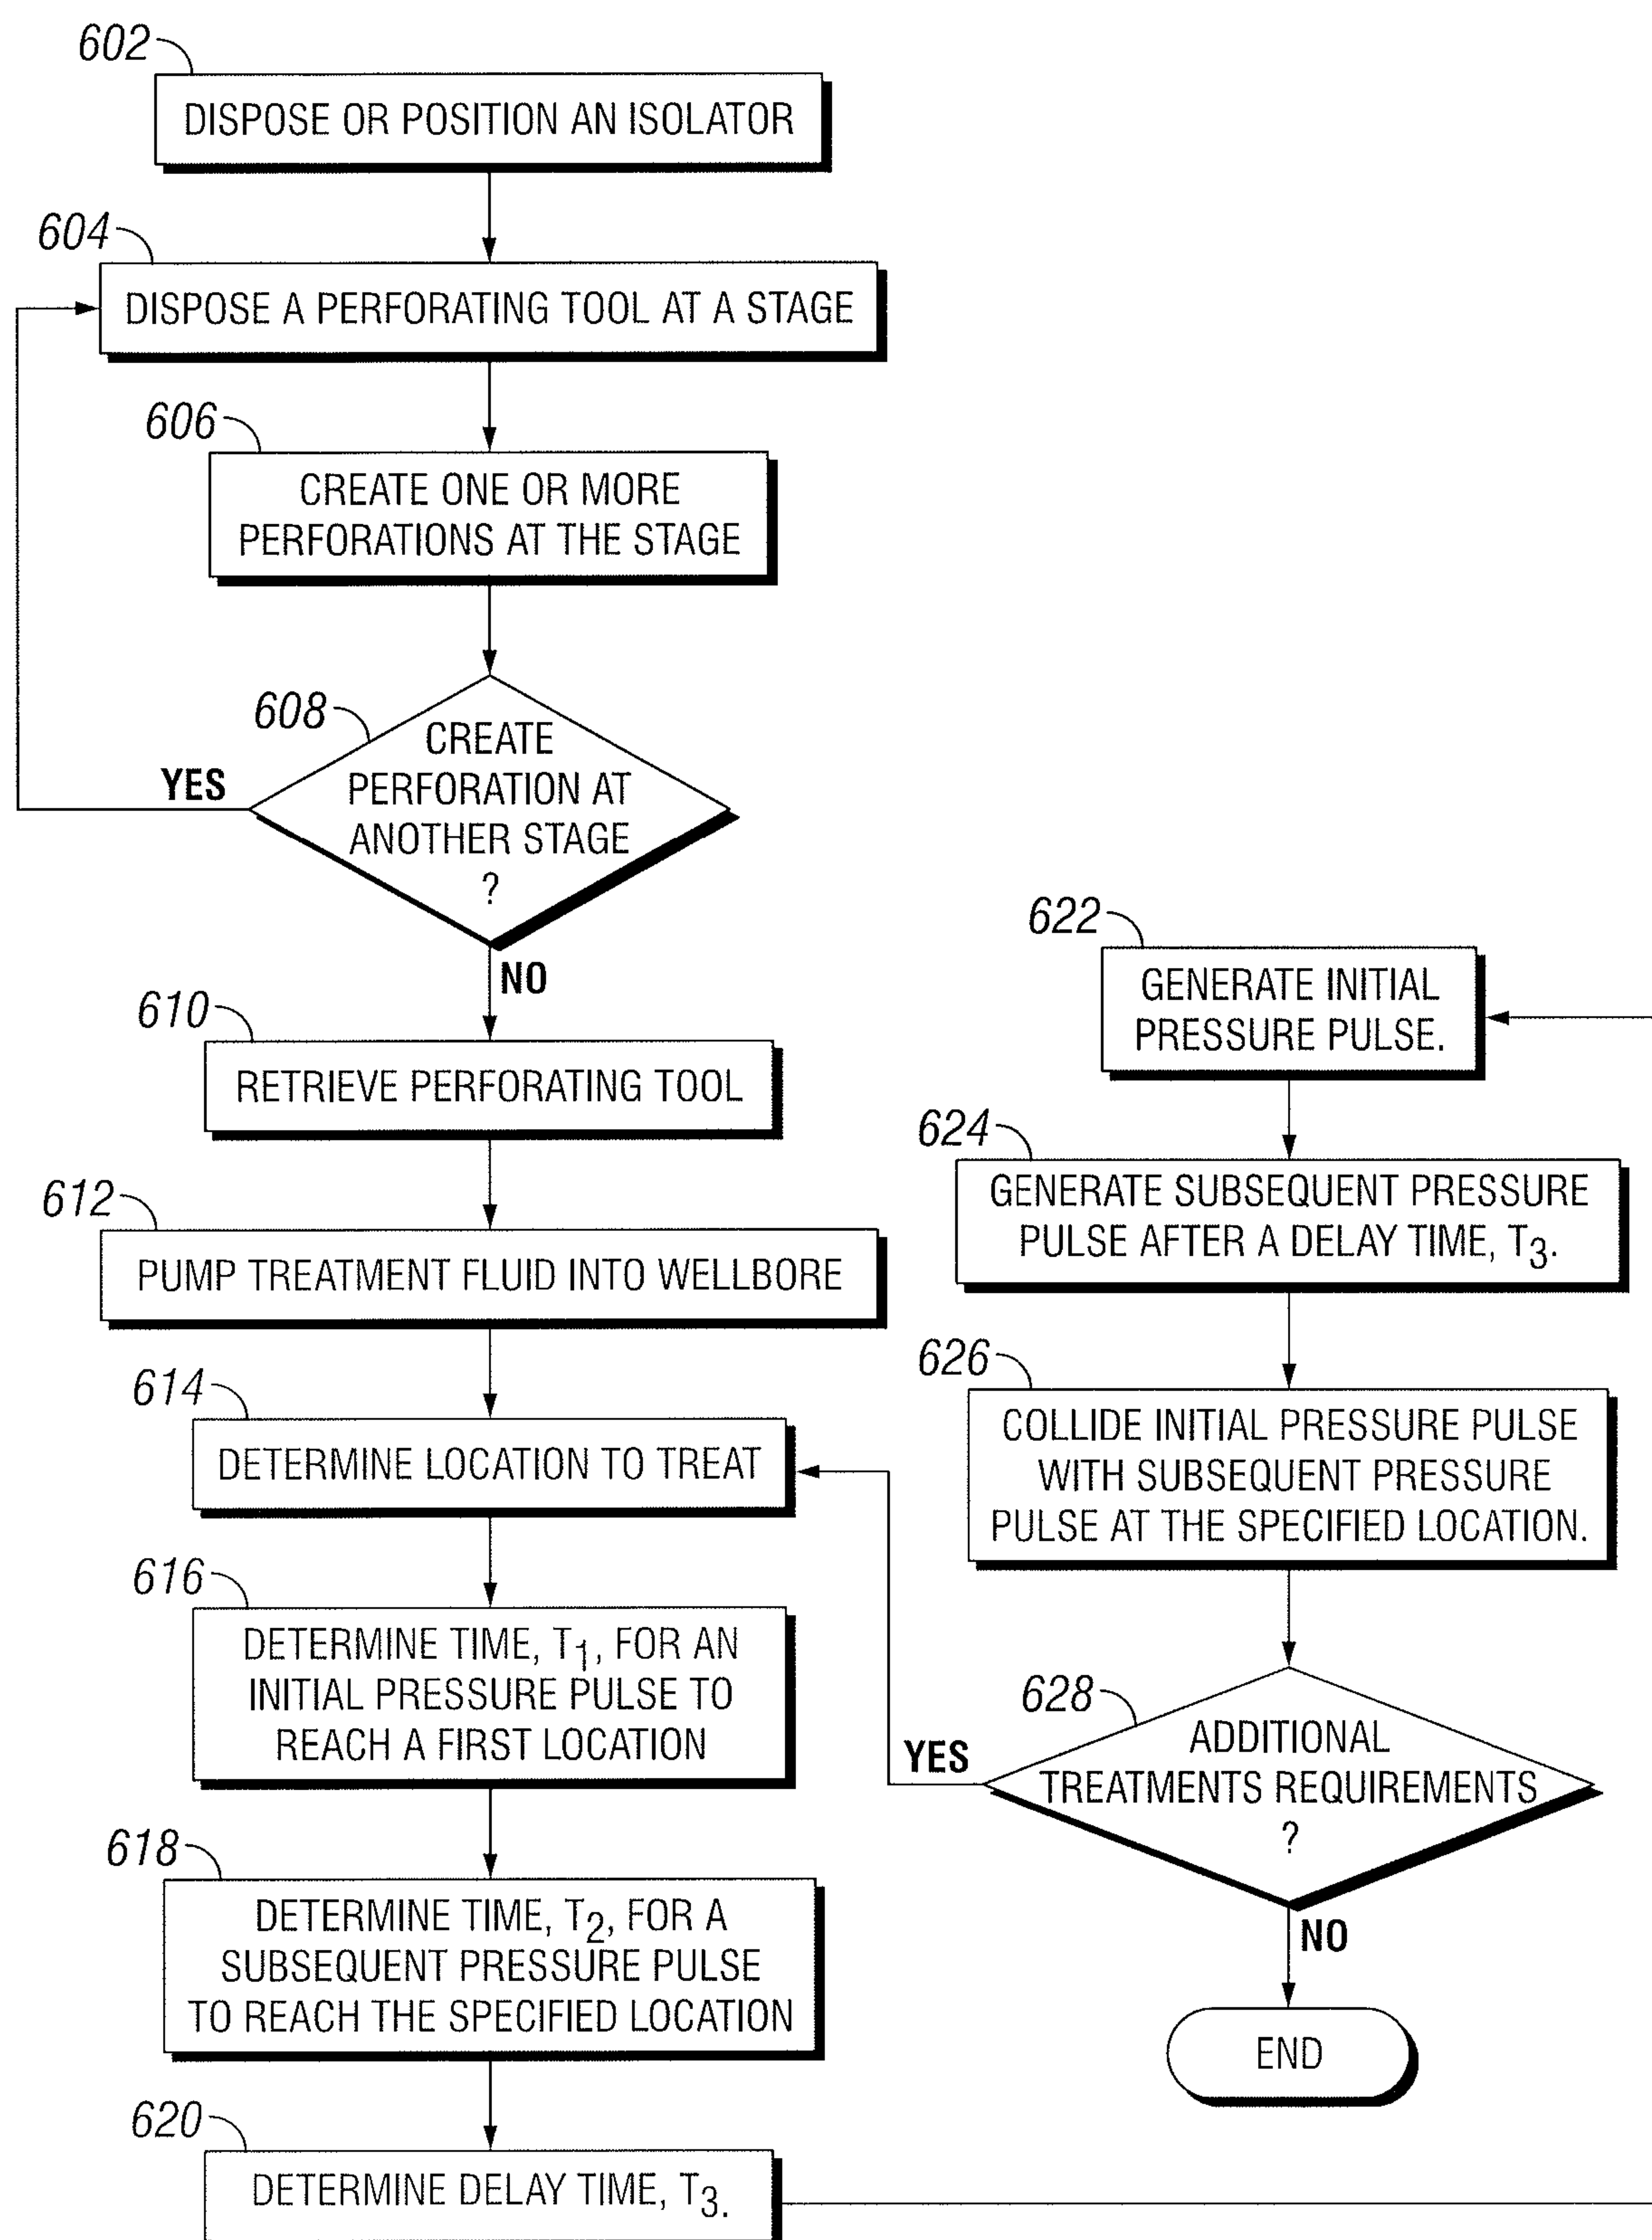 602
DISPOSE OR POSITION AN ISOLATOR
604
DISPOSE A PERFORATING TOOL AT A STAGE
606
CREATE ONE OR MORE
PERFORATIONS AT THE STAGE
608
CREATE
PERFORATION AT
ANOTHER STAGE
?
YES
NO
610
RETRIEVE PERFORATING TOOL
612
PUMP TREATMENT FLUID INTO WELLBORE
614
DETERMINE LOCATION TO TREAT
616
DETERMINE TIME, T1, FOR AN
INITIAL PRESSURE PULSE TO
REACH A FIRST LOCATION
618
DETERMINE TIME, T2, FOR A
SUBSEQUENT PRESSURE PULSE
TO REACH THE SPECIFIED LOCATION
620
DETERMINE DELAY TIME, T3.
622
GENERATE INITIAL
PRESSURE PULSE.
624
GENERATE SUBSEQUENT PRESSURE
PULSE AFTER A DELAY TIME, T3.
626
COLLIDE INITIAL PRESSURE PULSE
WITH SUBSEQUENT PRESSURE
PULSE AT THE SPECIFIED LOCATION.
628
ADDITIONAL
TREATMENTS REQUIREMENTS
?
YES
NO
END